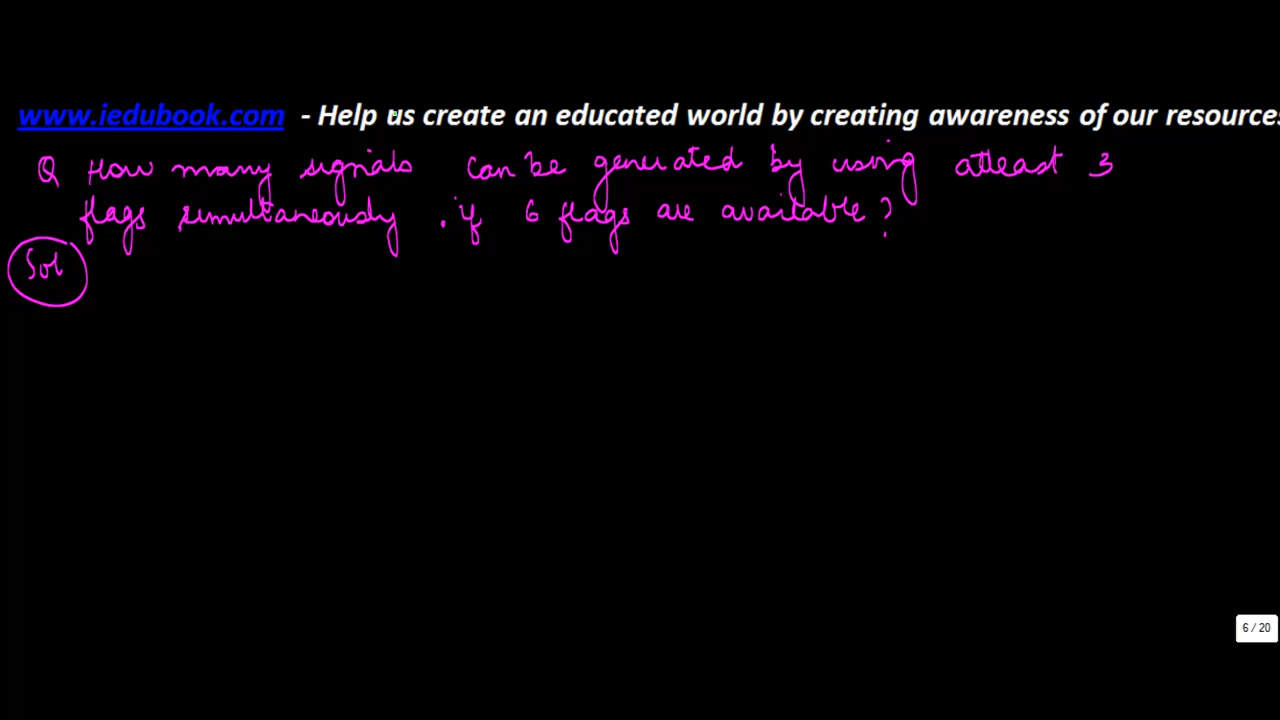 www.iedubook.com - Help us create an educated world by creating awareness of our resources
Q How many signals can be generated by using atleast 3
flags simultaneously . if 6 flags are available?
Sol
6 / 20